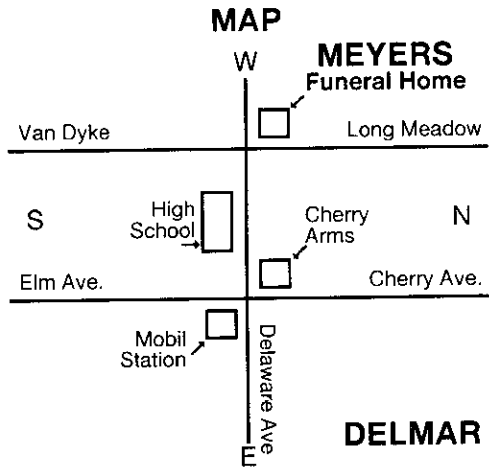 MAP
W
MEYERS
Funeral Home
Van Dyke
Long Meadow
S
High
School
Cherry
Arms
N
Elm Ave.
Cherry Ave.
Mobil
Station
Delaware Ave
E
DELMAR